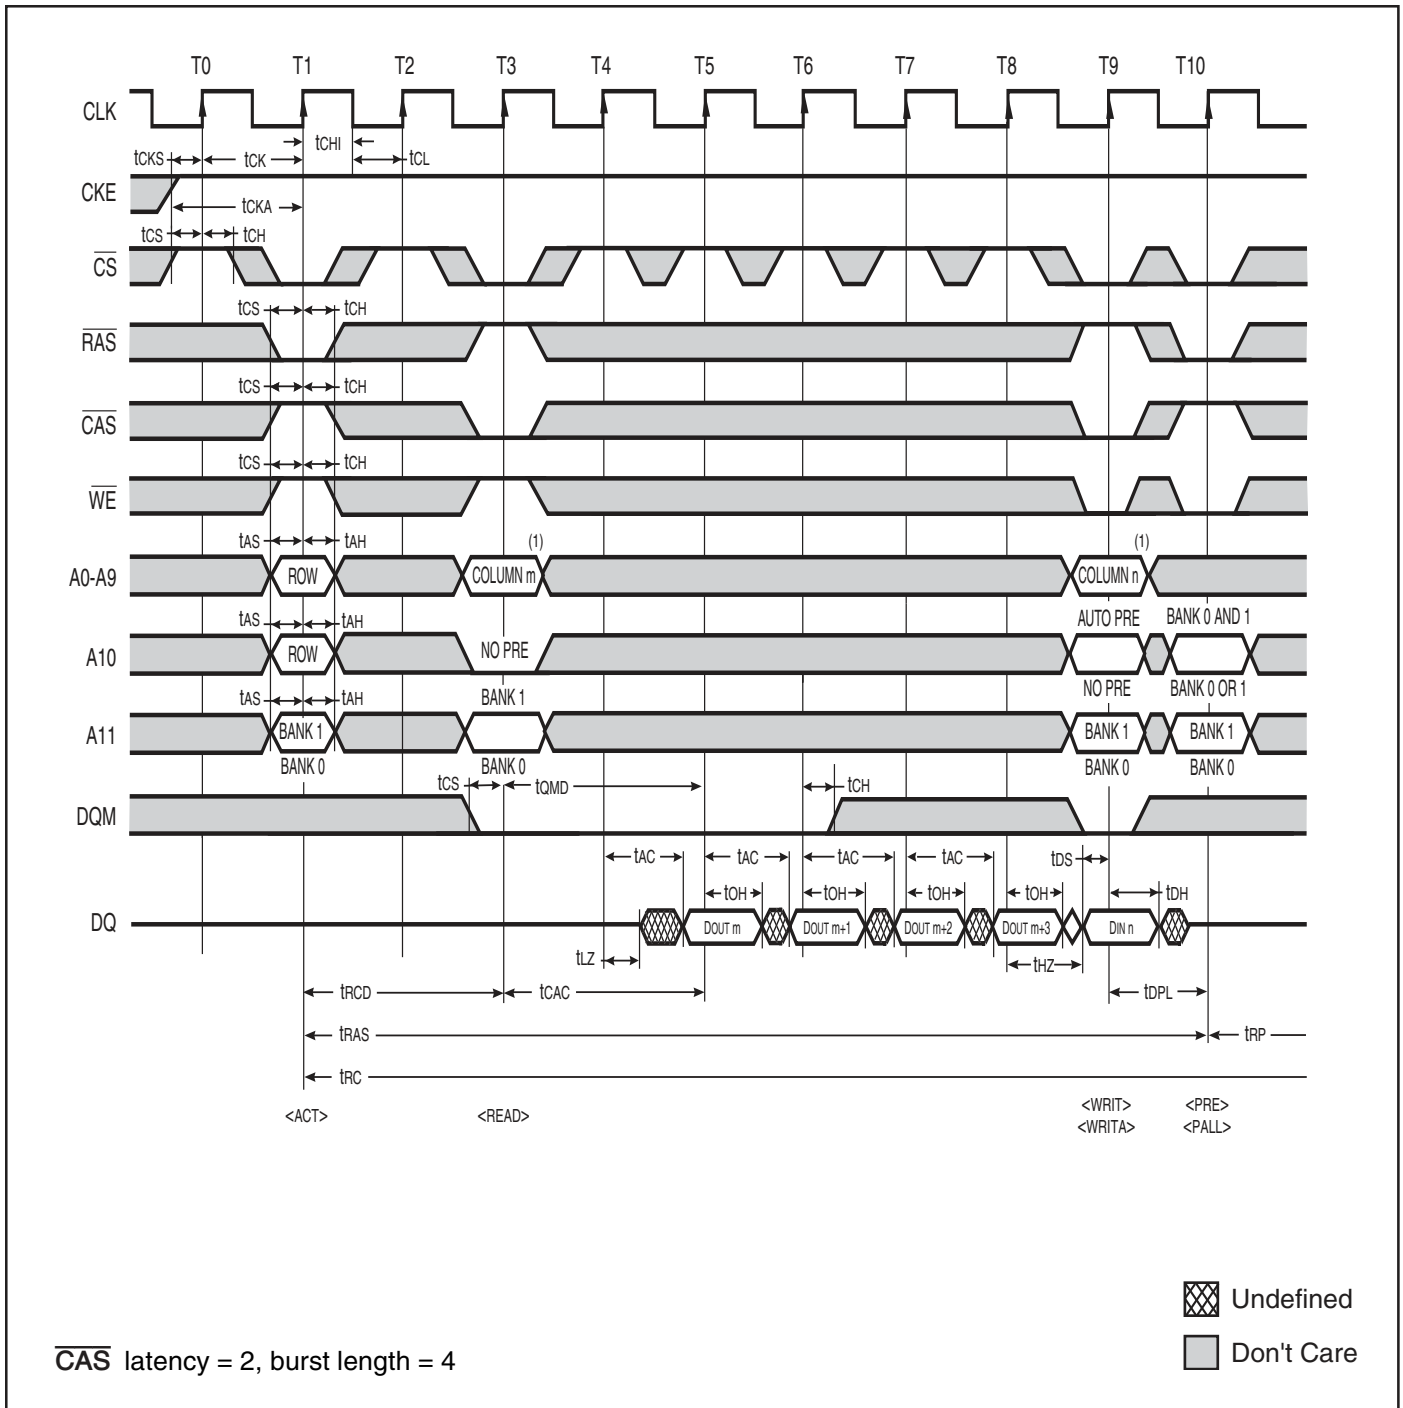 T0 T1 T2 T3 T4 T5 T6 T7 T8 T9 T10
CLK
tCHI
tCKS tCK tCL
CKE
tCKA
tCS tCH
CS
tCS tCH
RAS
tCS tCH
CAS
tCS tCH
WE
tAS tAH (1) (1)
A0-A9 ROW COLUMN m COLUMN n
tAS tAH AUTO PRE BANK 0 AND 1
A10 ROW NO PRE
tAS tAH BANK 1 NO PRE BANK 0 OR 1
A11 BANK 1 BANK 1 BANK 1
BANK 0 BANK 0 BANK 0 BANK 0
tCS tQMD tCH
DQM
tAC tAC tAC tAC tDS
tOH tOH tOH tOH tDH
DQ DOUT m DOUT m+1 DOUT m+2 DOUT m+3 DIN n
tLZ tHZ
tRCD tCAC tDPL
tRAS tRP
tRC
<ACT> <READ> <WRIT> <PRE>
<WRITA> <PALL>
Undefined
Don't Care
CAS latency = 2, burst length = 4